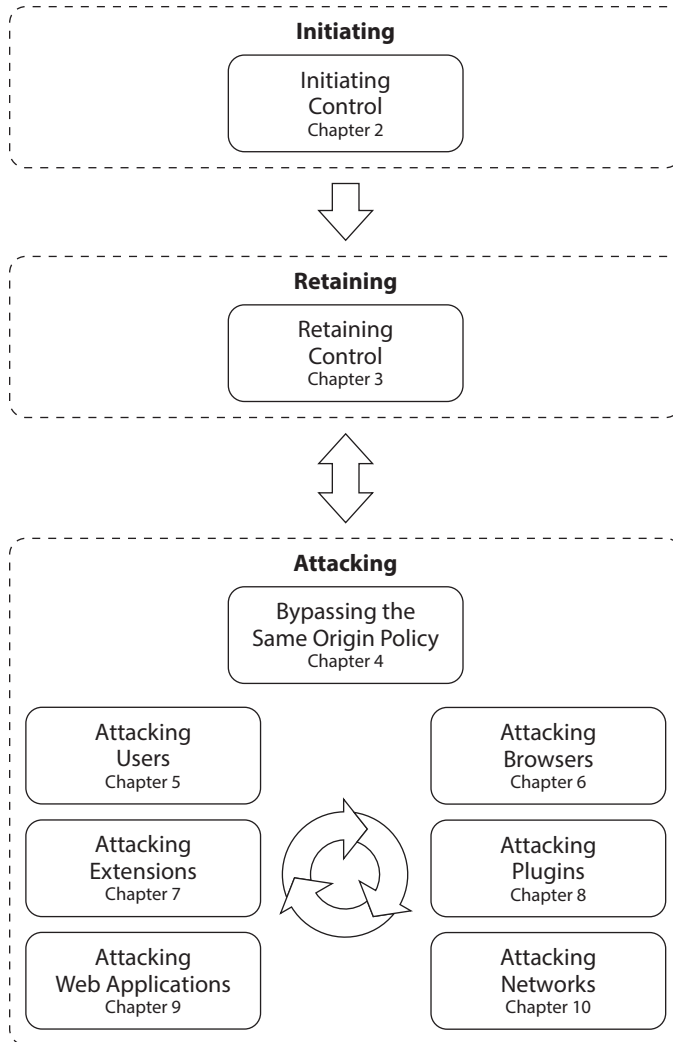 Initiating
Initiating
Control
Chapter 2
Retaining
Retaining
Control
Chapter 3
Attacking
Bypassing the
Same Origin Policy
Chapter 4
Attacking
Users
Chapter 5
Attacking
Browsers
Chapter 6
Attacking
Extensions
Chapter 7
Attacking
Plugins
Chapter 8
Attacking
Web Applications
Chapter 9
Attacking
Networks
Chapter 10